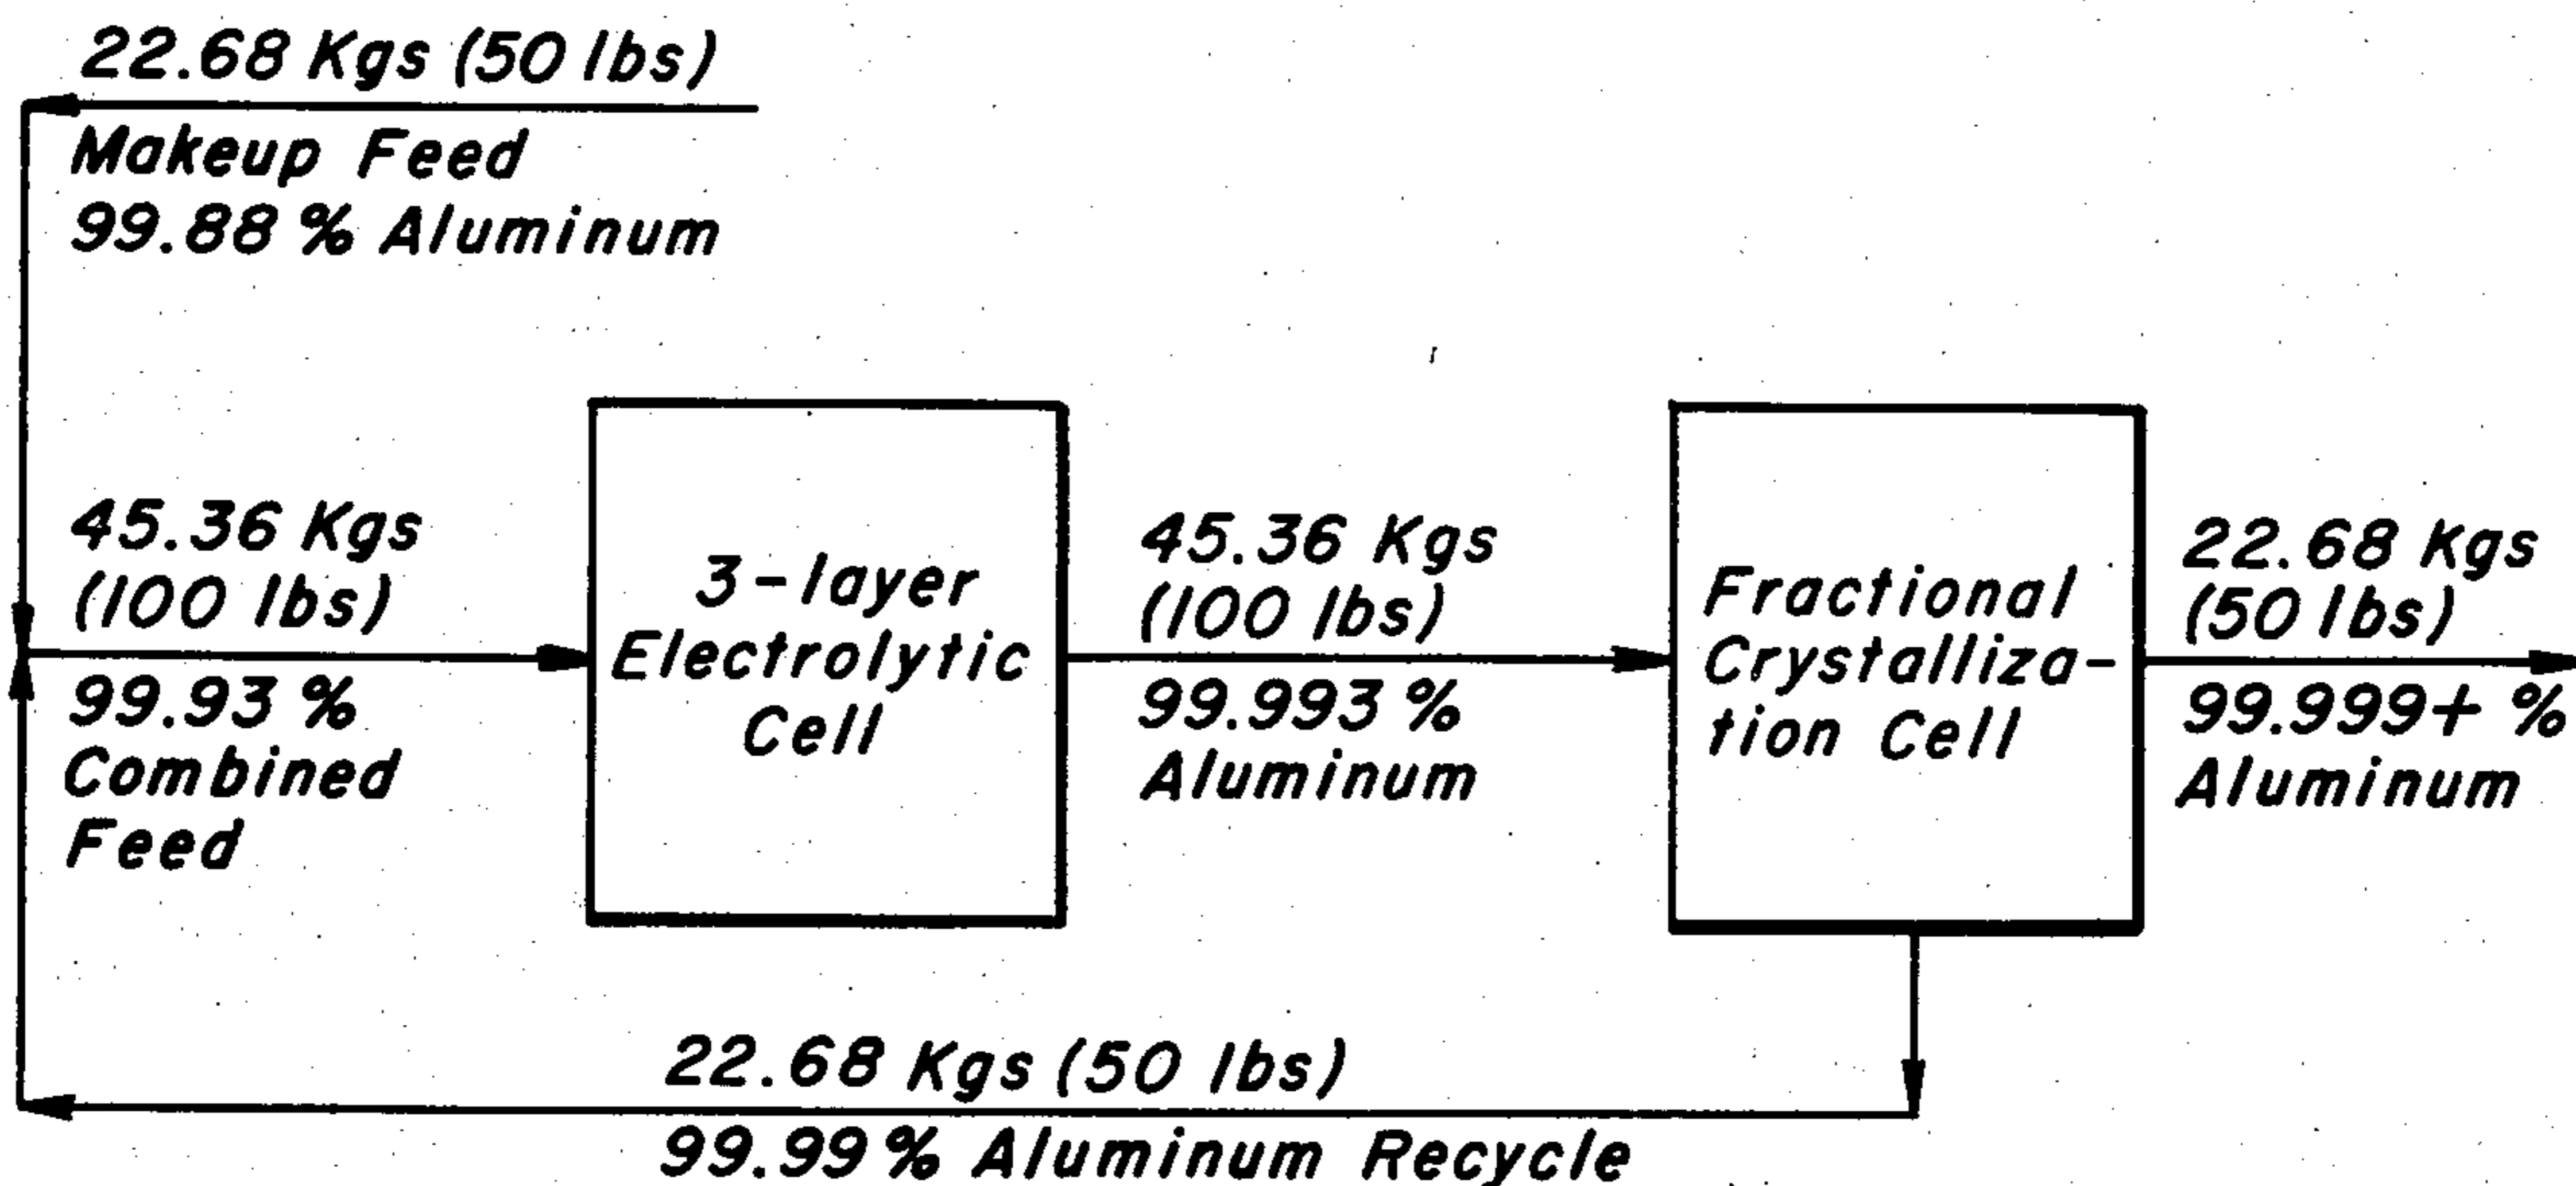 22.68 Kgs (50 lbs)
Makeup Feed
99.88 % Aluminum
45.36 Kgs
(100 lbs)
99.93 %
Combined
Feed
3-layer
Electrolytic
Cell
45.36 Kgs
(100 lbs)
99.993 %
Aluminum
Fractional
Crystalliza-
tion Cell
22.68 Kgs
(50 lbs)
99.999+ %
Aluminum
22.68 Kgs (50 lbs)
99.99 % Aluminum Recycle